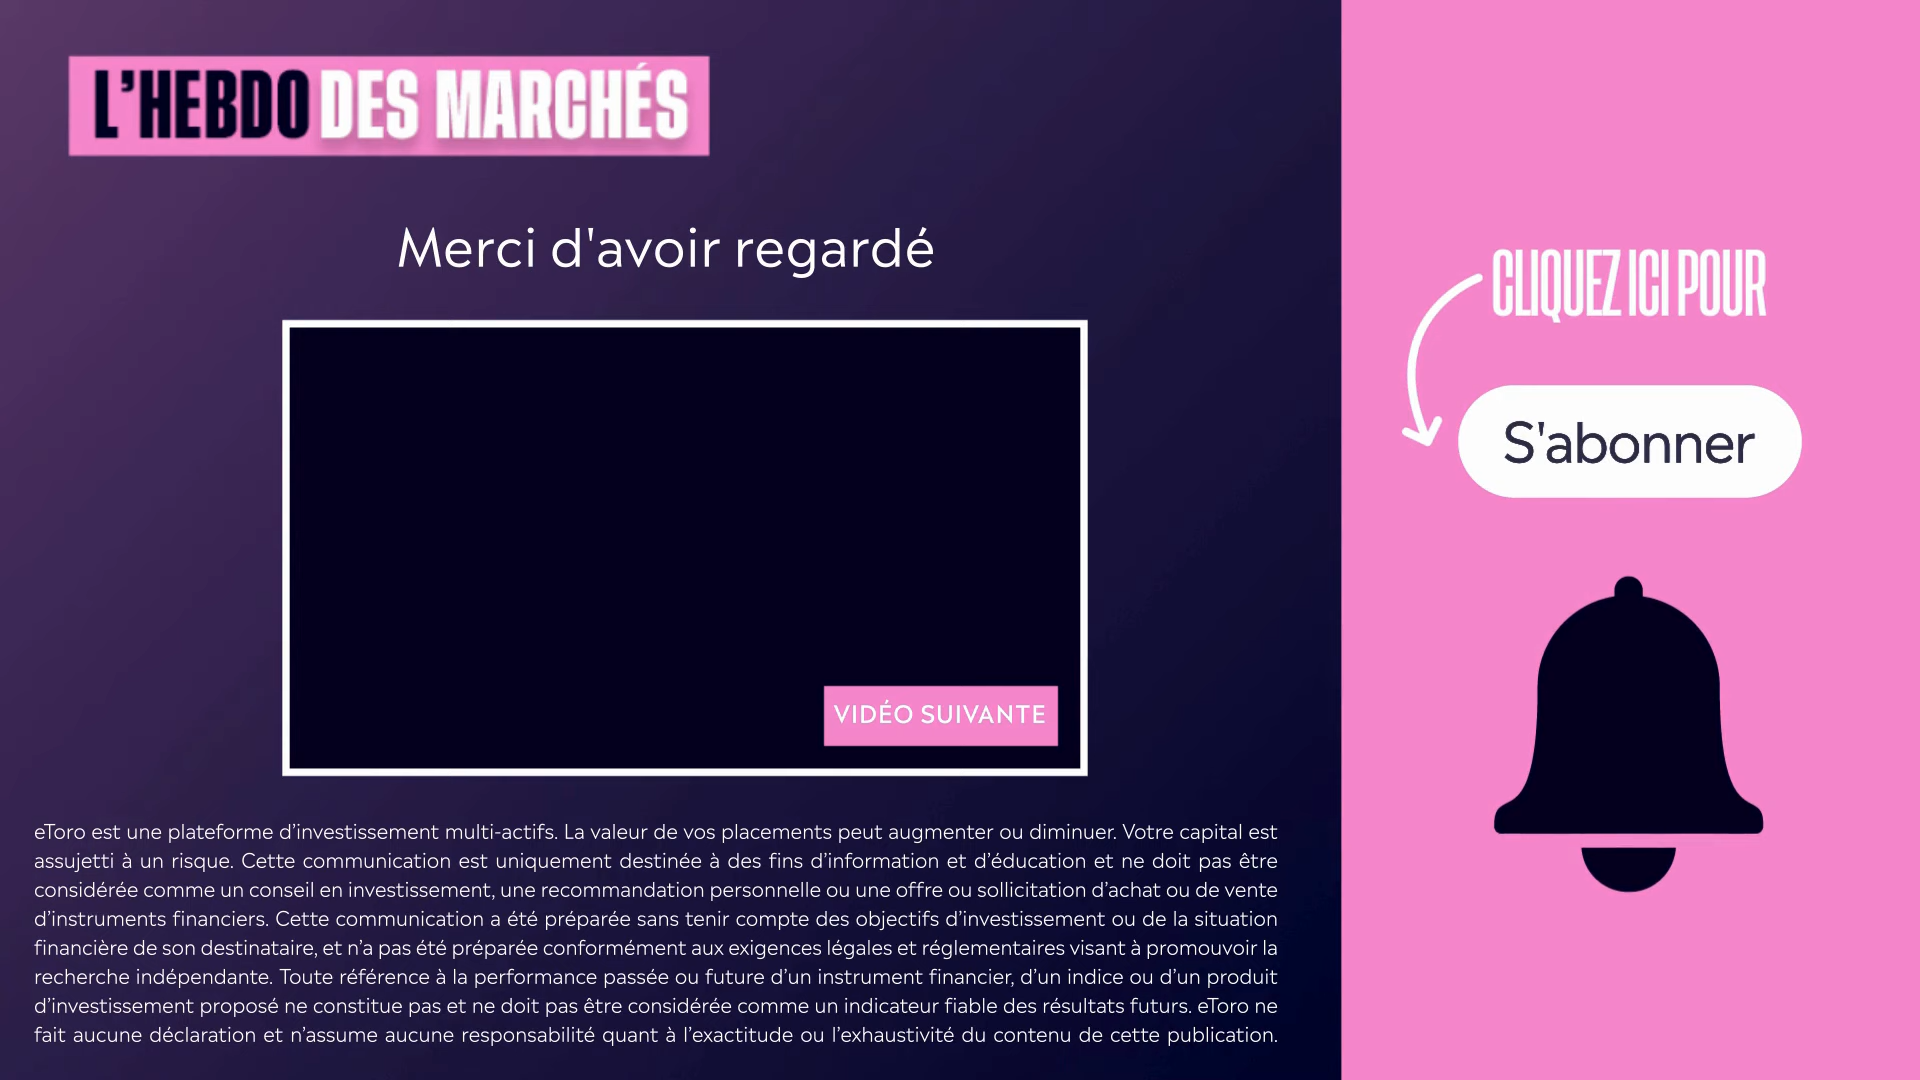 L'HEBDO DES MARCHÉS
Merci d'avoir regardé
VIDÉO SUIVANTE
CLIQUEZ ICI POUR
S'abonner
eToro est une plateforme d’investissement multi-actifs. La valeur de vos placements peut augmenter ou diminuer. Votre capital est
assujetti à un risque. Cette communication est uniquement destinée à des fins d’information et d’éducation et ne doit pas être
considérée comme un conseil en investissement, une recommandation personnelle ou une offre ou sollicitation d’achat ou de vente
d’instruments financiers. Cette communication a été préparée sans tenir compte des objectifs d’investissement ou de la situation
financière de son destinataire, et n’a pas été préparée conformément aux exigences légales et réglementaires visant à promouvoir la
recherche indépendante. Toute référence à la performance passée ou future d’un instrument financier, d’un indice ou d’un produit
d’investissement proposé ne constitue pas et ne doit pas être considérée comme un indicateur fiable des résultats futurs. eToro ne
fait aucune déclaration et n’assume aucune responsabilité quant à l’exactitude ou l’exhaustivité du contenu de cette publication.